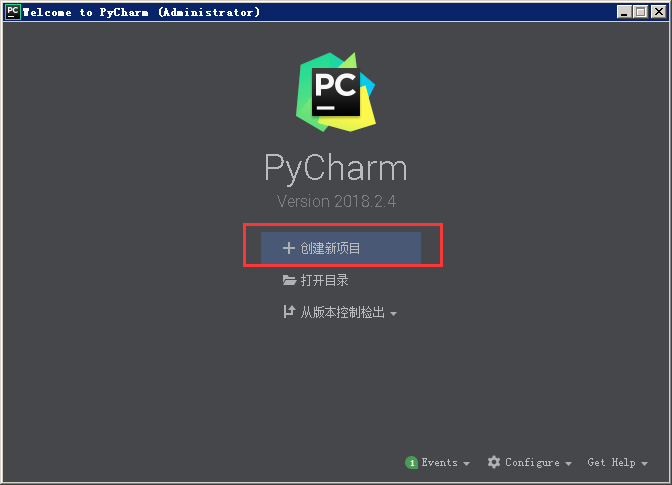 PC Welcome to PyCharm (Administrator)
PC
PyCharm
Version 2018.2.4
创建新项目
打开目录
从版本控制检出
1 Events Configure Get Help